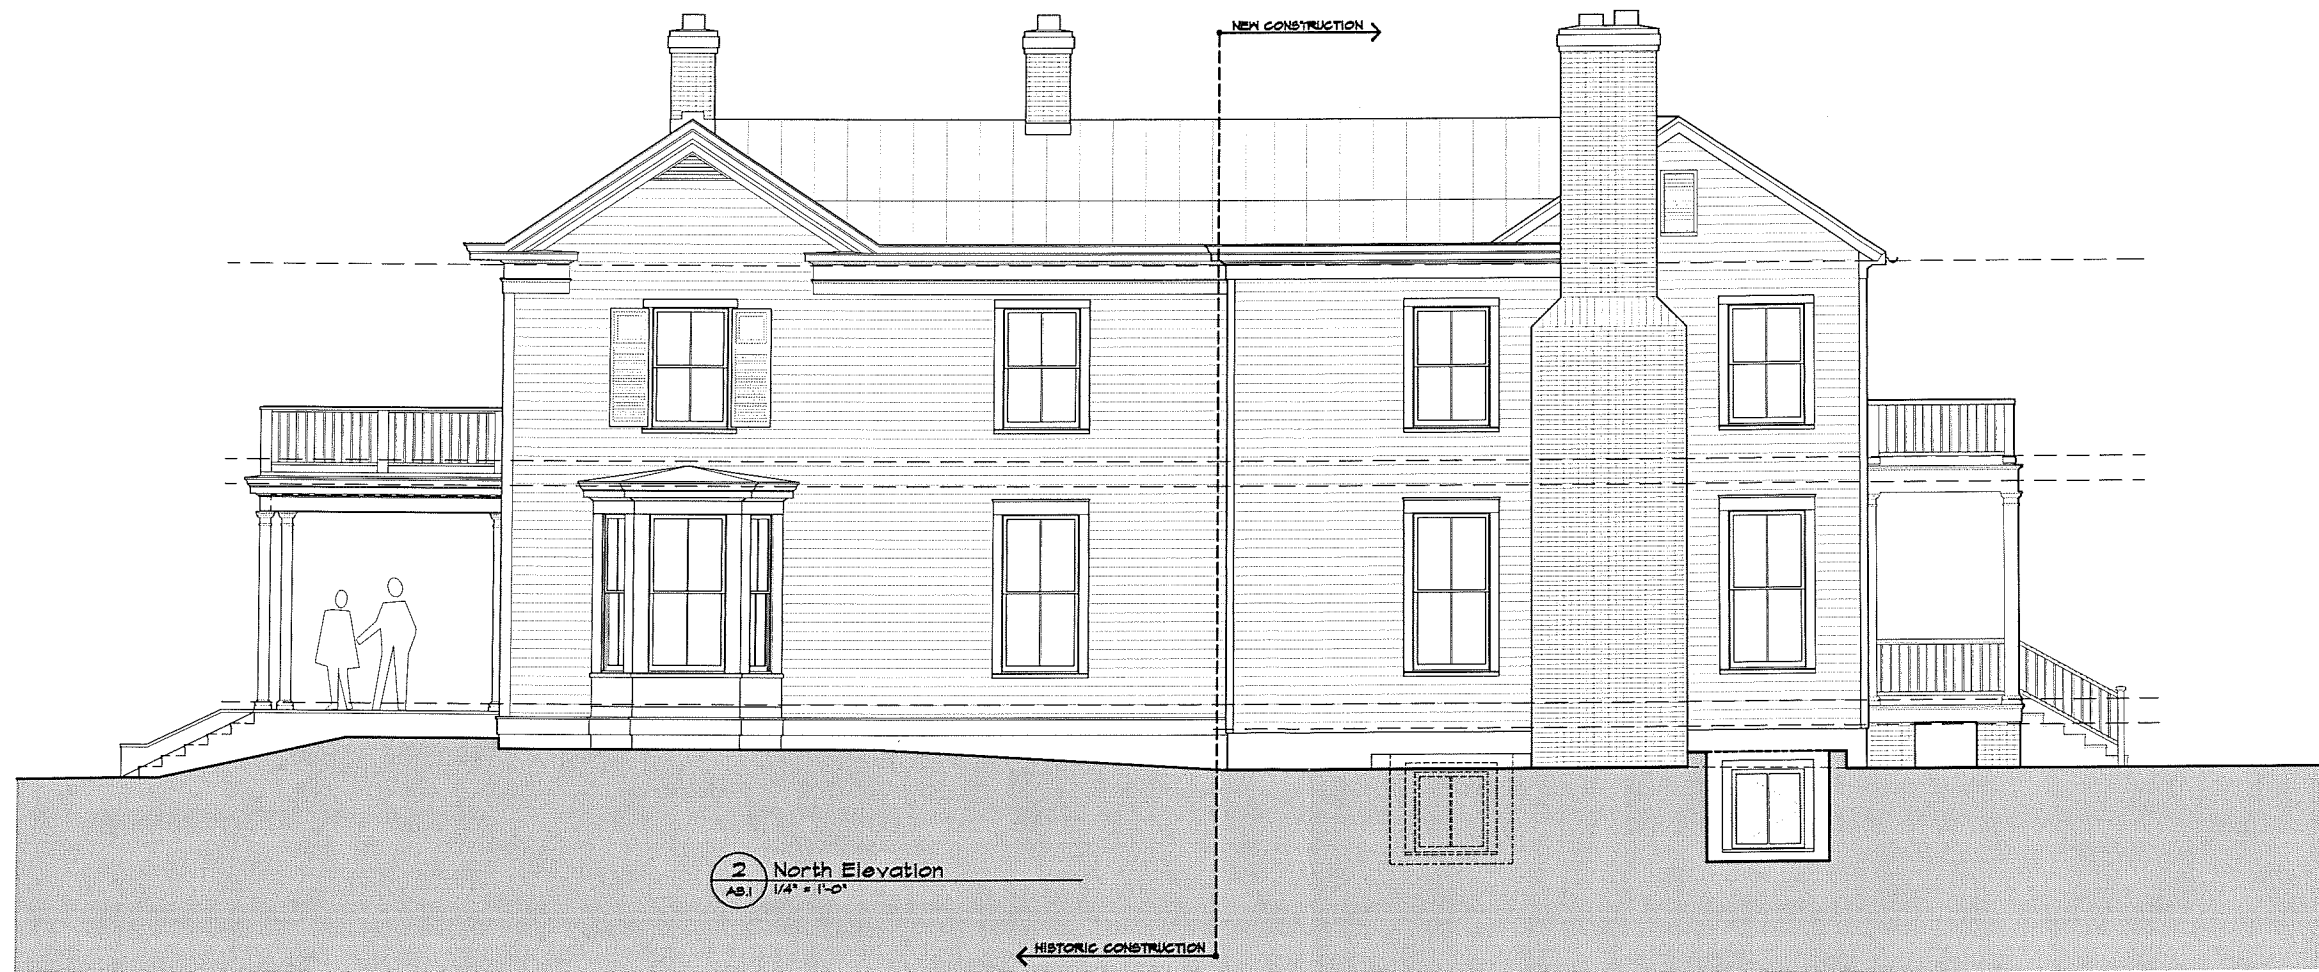 NEW CONSTRUCTION
2 North Elevation
A3.1 1/4" = 1'-0"
HISTORIC CONSTRUCTION